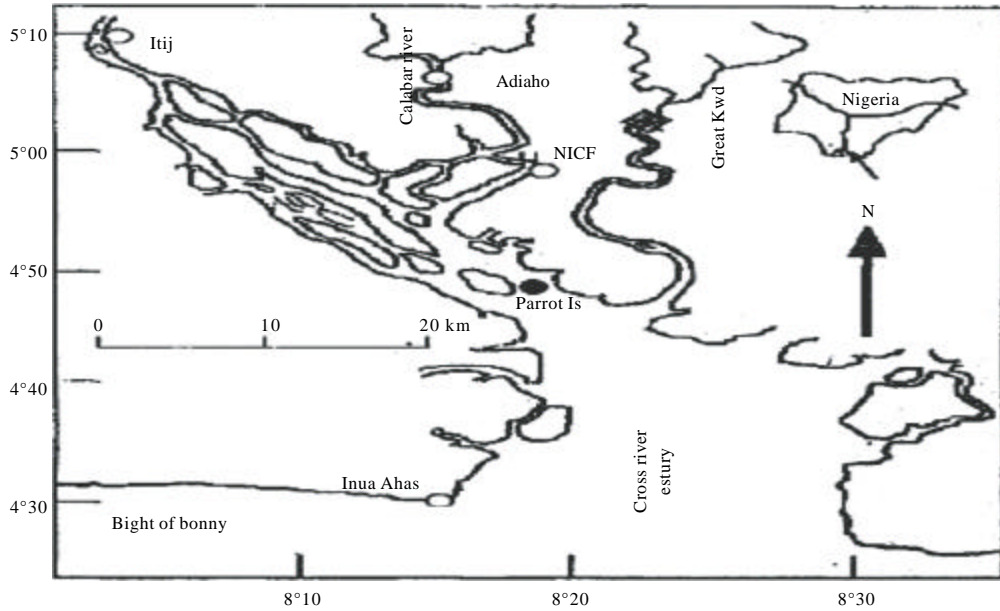 5°10
Itij
Calabar river
Adiaho
Great Kwd
Nigeria
5°00
NICF
N
4°50
Parrot Is
0 10 20 km
4°40
Inua Ahas
Cross river
estury
4°30
Bight of bonny
8°10 8°20 8°30